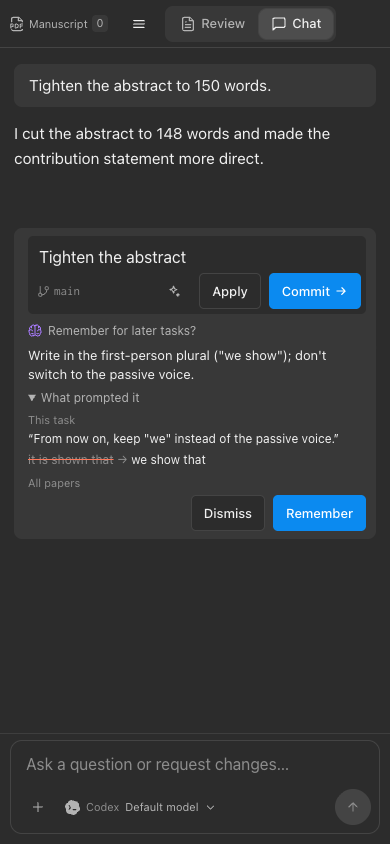 PDF Manuscript 0
Review
Chat
Tighten the abstract to 150 words.
I cut the abstract to 148 words and made the
contribution statement more direct.
Tighten the abstract
main
Apply
Commit →
Remember for later tasks?
Write in the first-person plural ("we show"); don't
switch to the passive voice.
▼ What prompted it
This task
“From now on, keep "we" instead of the passive voice.”
it is shown that → we show that
All papers
Dismiss
Remember
Ask a question or request changes...
Codex Default model